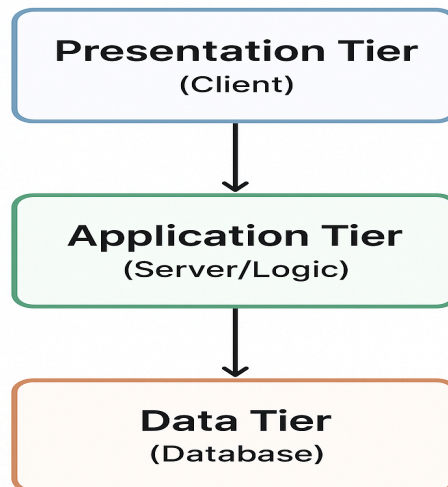 Presentation Tier
(Client)
Application Tier
(Server/Logic)
Data Tier
(Database)